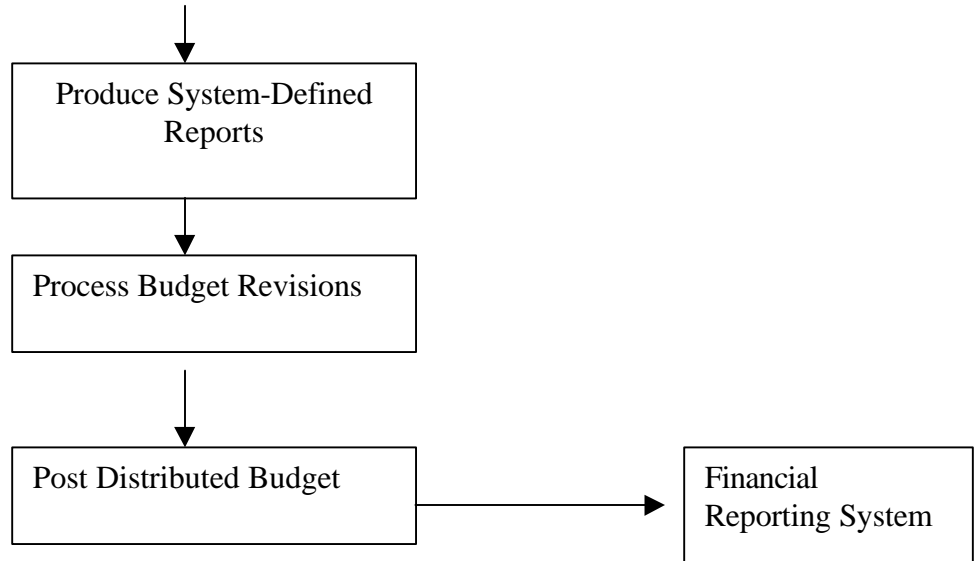 Produce System-Defined
Reports
Process Budget Revisions
Post Distributed Budget
Financial
Reporting System